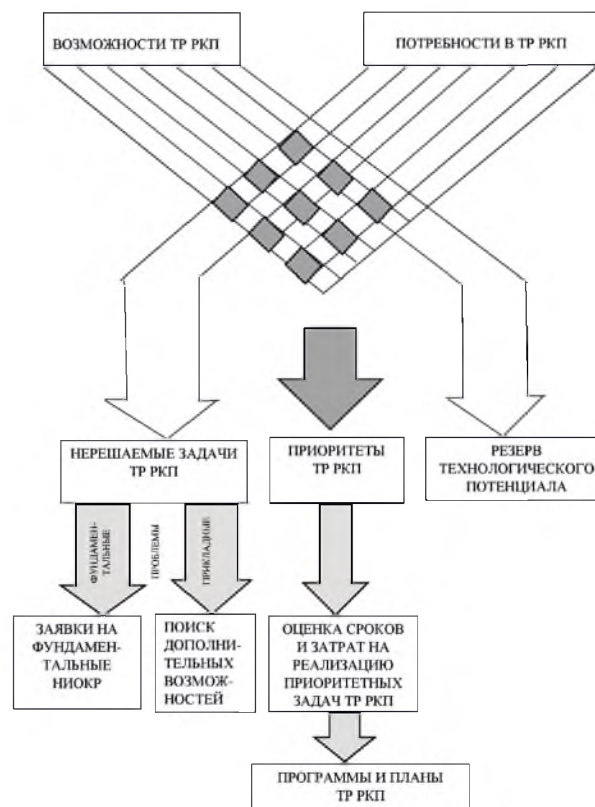 ВОЗМОЖНОСТИ ТР РКП
ПОТРЕБНОСТИ В ТР РКП
НЕРЕШАЕМЫЕ ЗАДАЧИ
ТР РКП
ПРИОРИТЕТЫ
ТР РКП
РЕЗЕРВ
ТЕХНОЛОГИЧЕСКОГО
ПОТЕНЦИАЛА
ФУНДАМЕН-
ТАЛЬНЫЕ
ПРОБЛЕМЫ
ПРИКЛАДНЫЕ
ЗАЯВКИ НА
ФУНДАМЕН-
ТАЛЬНЫЕ
НИОКР
ПОИСК
ДОПОЛНИ-
ТЕЛЬНЫХ
ВОЗМОЖ-
НОСТЕЙ
ОЦЕНКА СРОКОВ
И ЗАТРАТ НА
РЕАЛИЗАЦИЮ
ПРИОРИТЕТНЫХ
ЗАДАЧ ТР РКП
ПРОГРАММЫ И ПЛАНЫ
ТР РКП